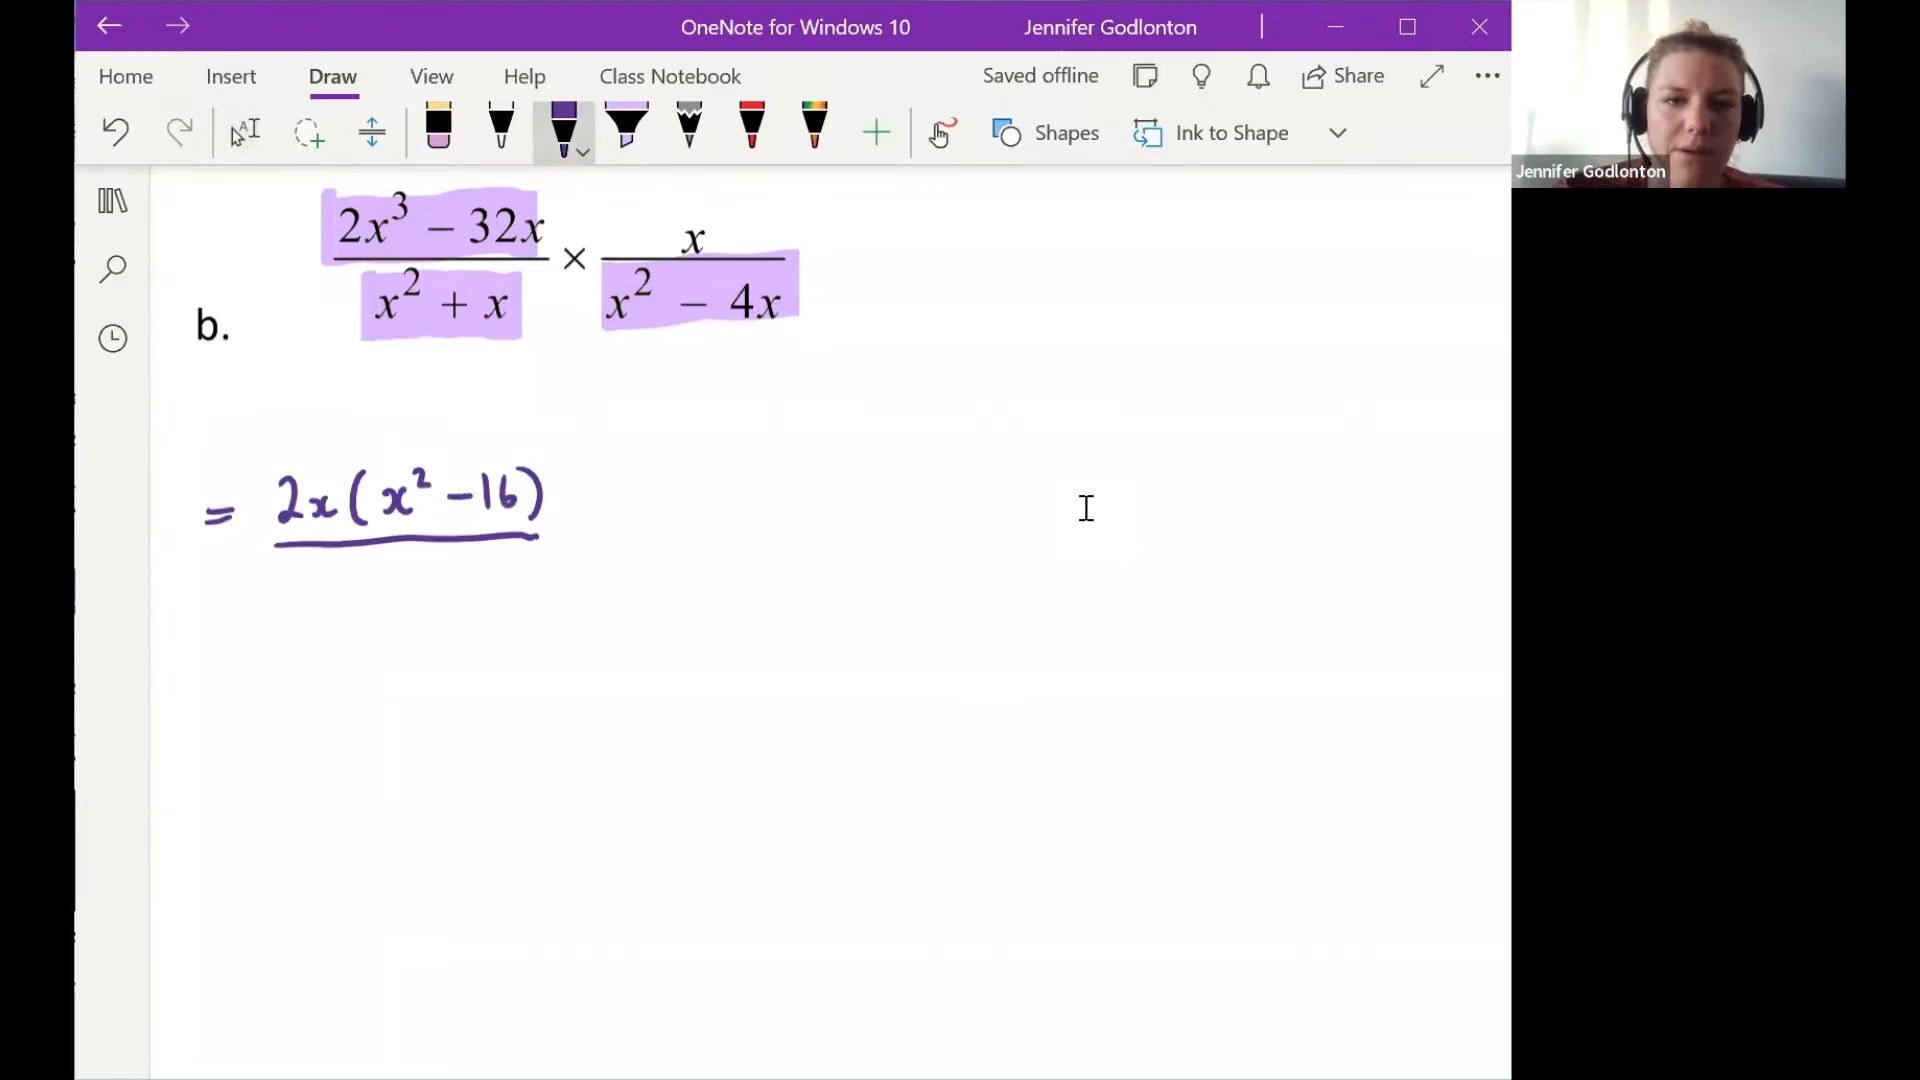 OneNote for Windows 10 Jennifer Godlonton
Home Insert Draw View Help Class Notebook Saved offline Share
Shapes Ink to Shape
Jennifer Godlonton
2x³ − 32x
x² + x
×
x
x² − 4x
b.
= 2x(x² − 16)